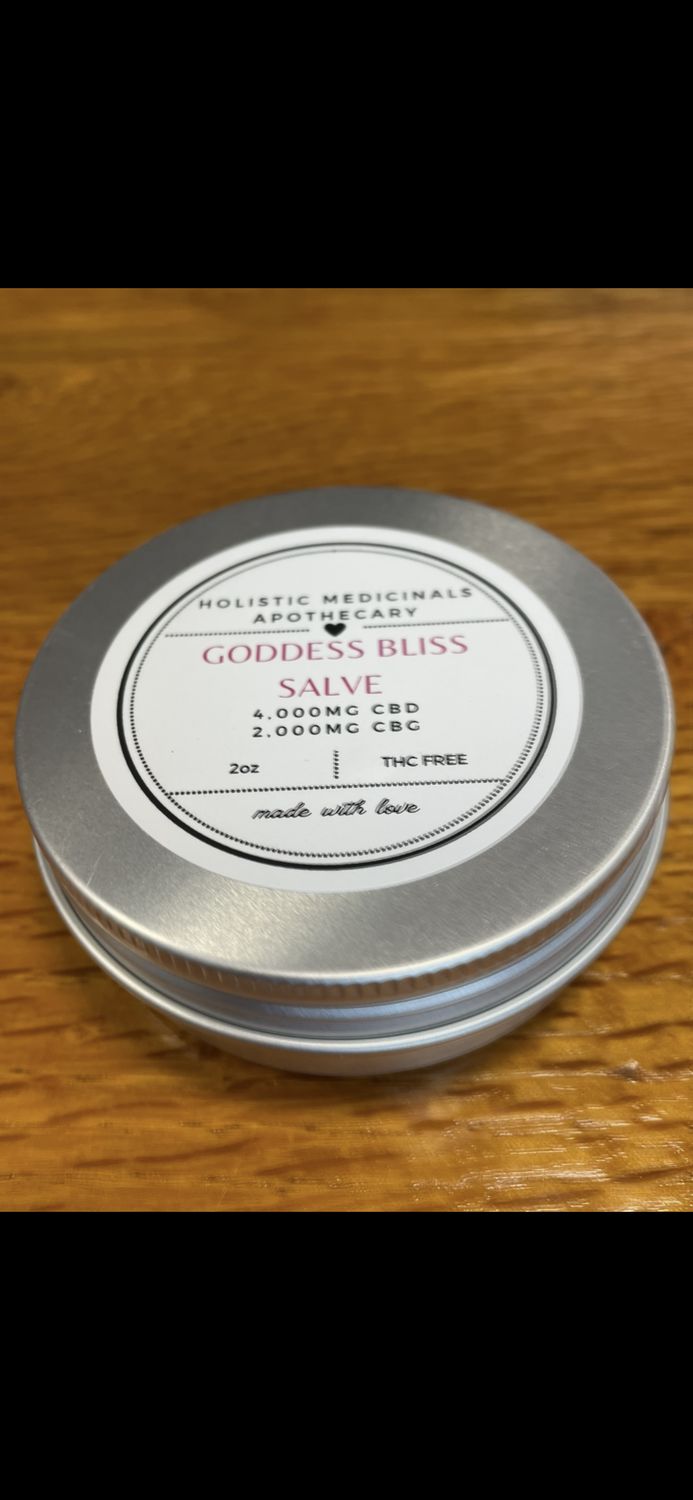 HOLISTIC MEDICINALS
APOTHECARY
GODDESS BLISS
SALVE
4,000MG CBD
2,000MG CBG
2oz THC FREE
made with love